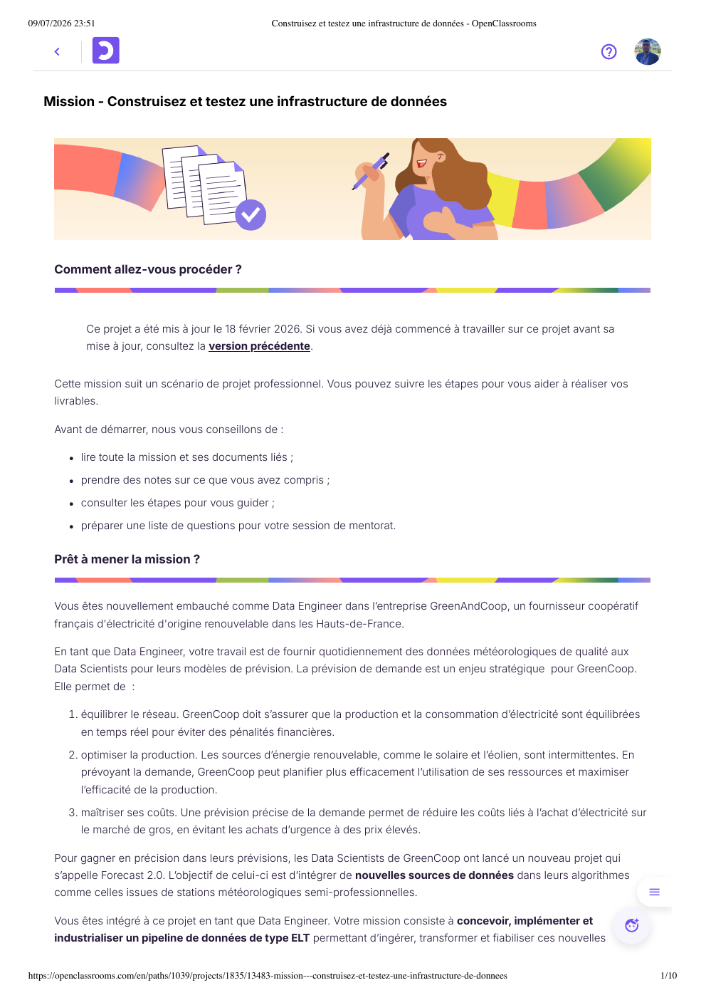 09/07/2026 23:51
Construisez et testez une infrastructure de données - OpenClassrooms
Mission - Construisez et testez une infrastructure de données
Comment allez-vous procéder ?
Ce projet a été mis à jour le 18 février 2026. Si vous avez déjà commencé à travailler sur ce projet avant sa
mise à jour, consultez la version précédente.
Cette mission suit un scénario de projet professionnel. Vous pouvez suivre les étapes pour vous aider à réaliser vos
livrables.
Avant de démarrer, nous vous conseillons de :
• lire toute la mission et ses documents liés ;
• prendre des notes sur ce que vous avez compris ;
• consulter les étapes pour vous guider ;
• préparer une liste de questions pour votre session de mentorat.
Prêt à mener la mission ?
Vous êtes nouvellement embauché comme Data Engineer dans l’entreprise GreenAndCoop, un fournisseur coopératif
français d'électricité d'origine renouvelable dans les Hauts-de-France.
En tant que Data Engineer, votre travail est de fournir quotidiennement des données météorologiques de qualité aux
Data Scientists pour leurs modèles de prévision. La prévision de demande est un enjeu stratégique  pour GreenCoop.
Elle permet de  :
1. équilibrer le réseau. GreenCoop doit s’assurer que la production et la consommation d’électricité sont équilibrées
en temps réel pour éviter des pénalités financières.
2. optimiser la production. Les sources d’énergie renouvelable, comme le solaire et l’éolien, sont intermittentes. En
prévoyant la demande, GreenCoop peut planifier plus efficacement l’utilisation de ses ressources et maximiser
l’efficacité de la production.
3. maîtriser ses coûts. Une prévision précise de la demande permet de réduire les coûts liés à l’achat d’électricité sur
le marché de gros, en évitant les achats d’urgence à des prix élevés.
Pour gagner en précision dans leurs prévisions, les Data Scientists de GreenCoop ont lancé un nouveau projet qui
s’appelle Forecast 2.0. L’objectif de celui-ci est d’intégrer de nouvelles sources de données dans leurs algorithmes
comme celles issues de stations météorologiques semi-professionnelles.
Vous êtes intégré à ce projet en tant que Data Engineer. Votre mission consiste à concevoir, implémenter et
industrialiser un pipeline de données de type ELT permettant d’ingérer, transformer et fiabiliser ces nouvelles
https://openclassrooms.com/en/paths/1039/projects/1835/13483-mission---construisez-et-testez-une-infrastructure-de-donnees
1/10